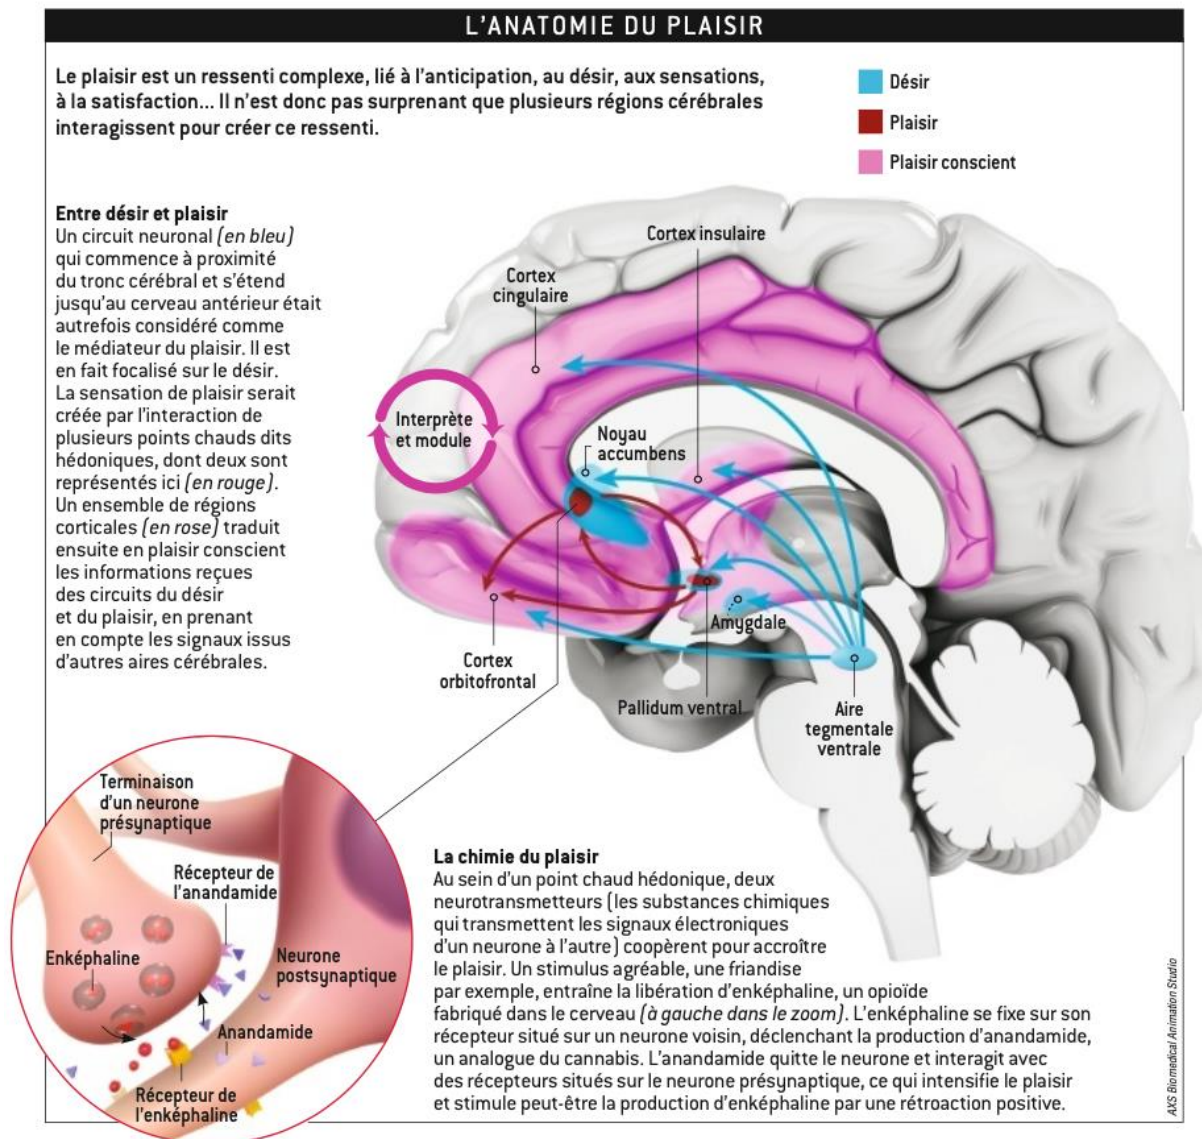 L'ANATOMIE DU PLAISIR
Le plaisir est un ressenti complexe, lié à l'anticipation, au désir, aux sensations,
à la satisfaction... Il n'est donc pas surprenant que plusieurs régions cérébrales
interagissent pour créer ce ressenti.
Désir
Plaisir
Plaisir conscient
Entre désir et plaisir
Un circuit neuronal (en bleu)
qui commence à proximité
du tronc cérébral et s'étend
jusqu'au cerveau antérieur était
autrefois considéré comme
le médiateur du plaisir. Il est
en fait focalisé sur le désir.
La sensation de plaisir serait
créée par l'interaction de
plusieurs points chauds dits
hédoniques, dont deux sont
représentés ici (en rouge).
Un ensemble de régions
corticales (en rose) traduit
ensuite en plaisir conscient
les informations reçues
des circuits du désir
et du plaisir, en prenant
en compte les signaux issus
d'autres aires cérébrales.
Cortex insulaire
Cortex
cingulaire
Interprète
et module
Noyau
accumbens
Amygdale
Cortex
orbitofrontal
Pallidum ventral
Aire
tegmentale
ventrale
Terminaison
d'un neurone
présynaptique
Récepteur de
l'anandamide
Enképhaline
Neurone
postsynaptique
Anandamide
Récepteur de
l'enképhaline
La chimie du plaisir
Au sein d'un point chaud hédonique, deux
neurotransmetteurs (les substances chimiques
qui transmettent les signaux électroniques
d'un neurone à l'autre) coopèrent pour accroître
le plaisir. Un stimulus agréable, une friandise
par exemple, entraîne la libération d'enképhaline, un opioïde
fabriqué dans le cerveau (à gauche dans le zoom). L'enképhaline se fixe sur son
récepteur situé sur un neurone voisin, déclenchant la production d'anandamide,
un analogue du cannabis. L'anandamide quitte le neurone et interagit avec
des récepteurs situés sur le neurone présynaptique, ce qui intensifie le plaisir
et stimule peut-être la production d'enképhaline par une rétroaction positive.
AXS Biomedical Animation Studio